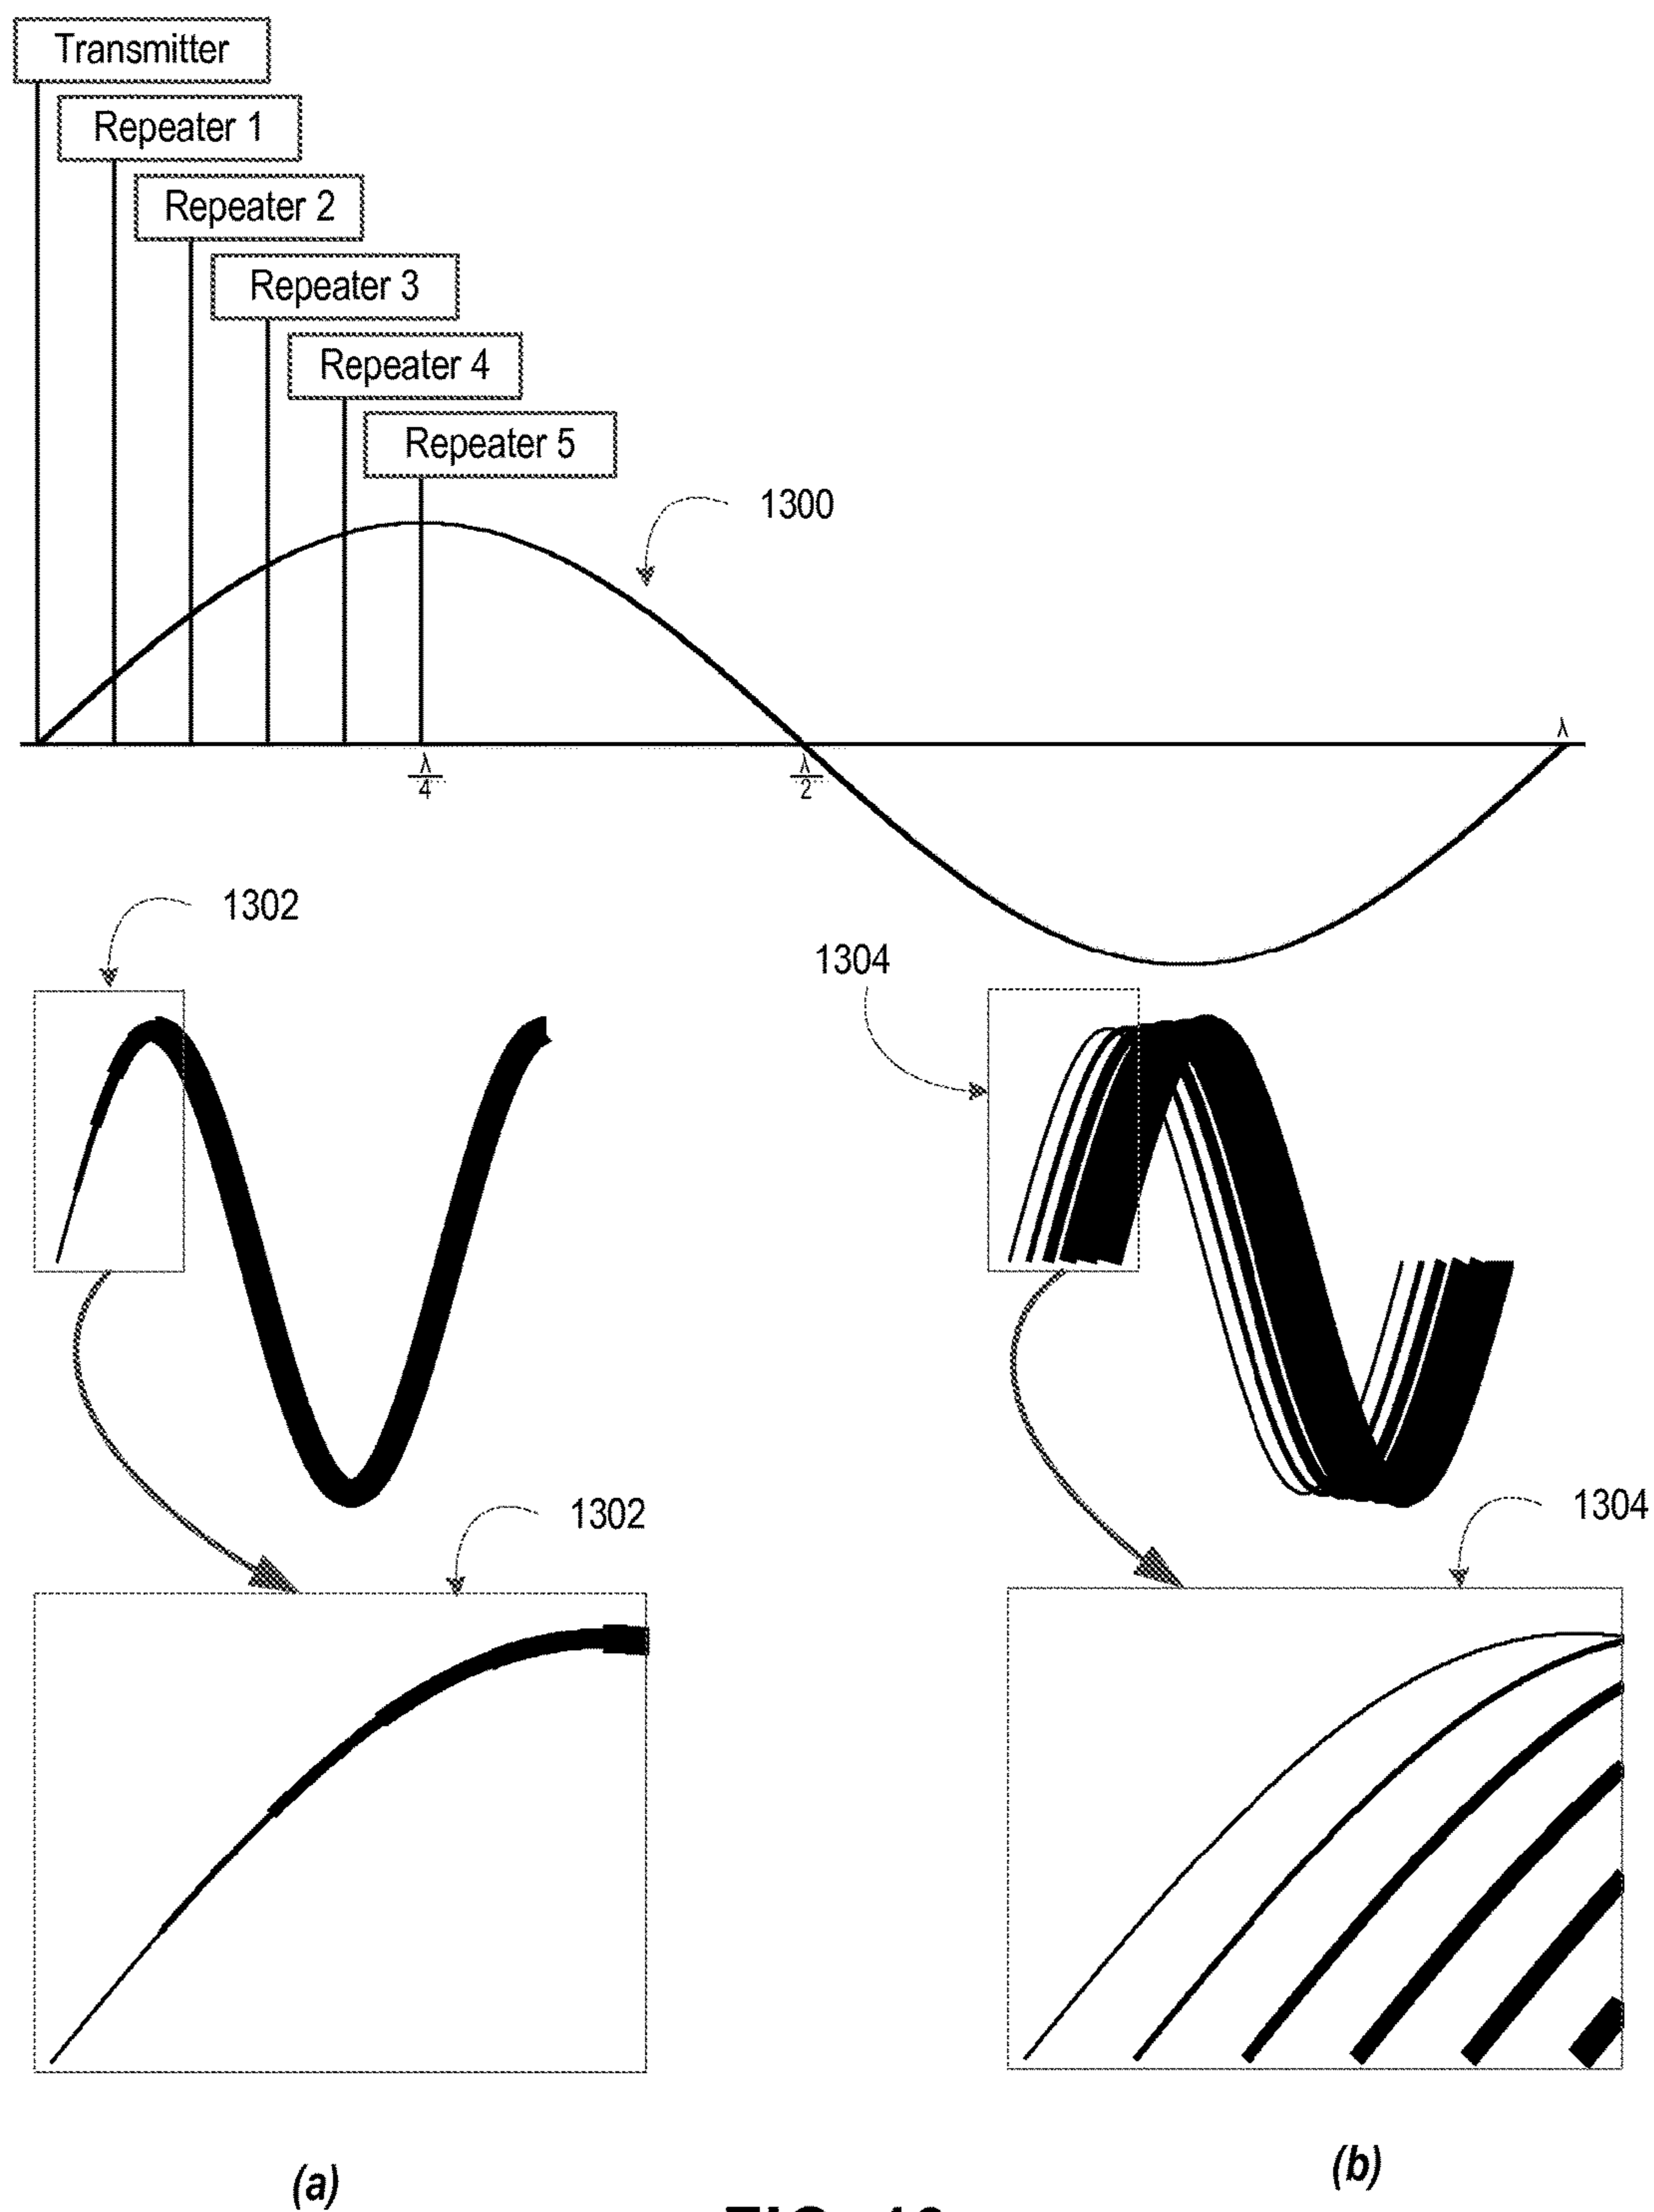 Transmitter
Repeater 1
Repeater 2
Repeater 3
Repeater 4
Repeater 5
1300
λ
λ
4
λ
2
1302
1304
1302
1304
(a)
(b)